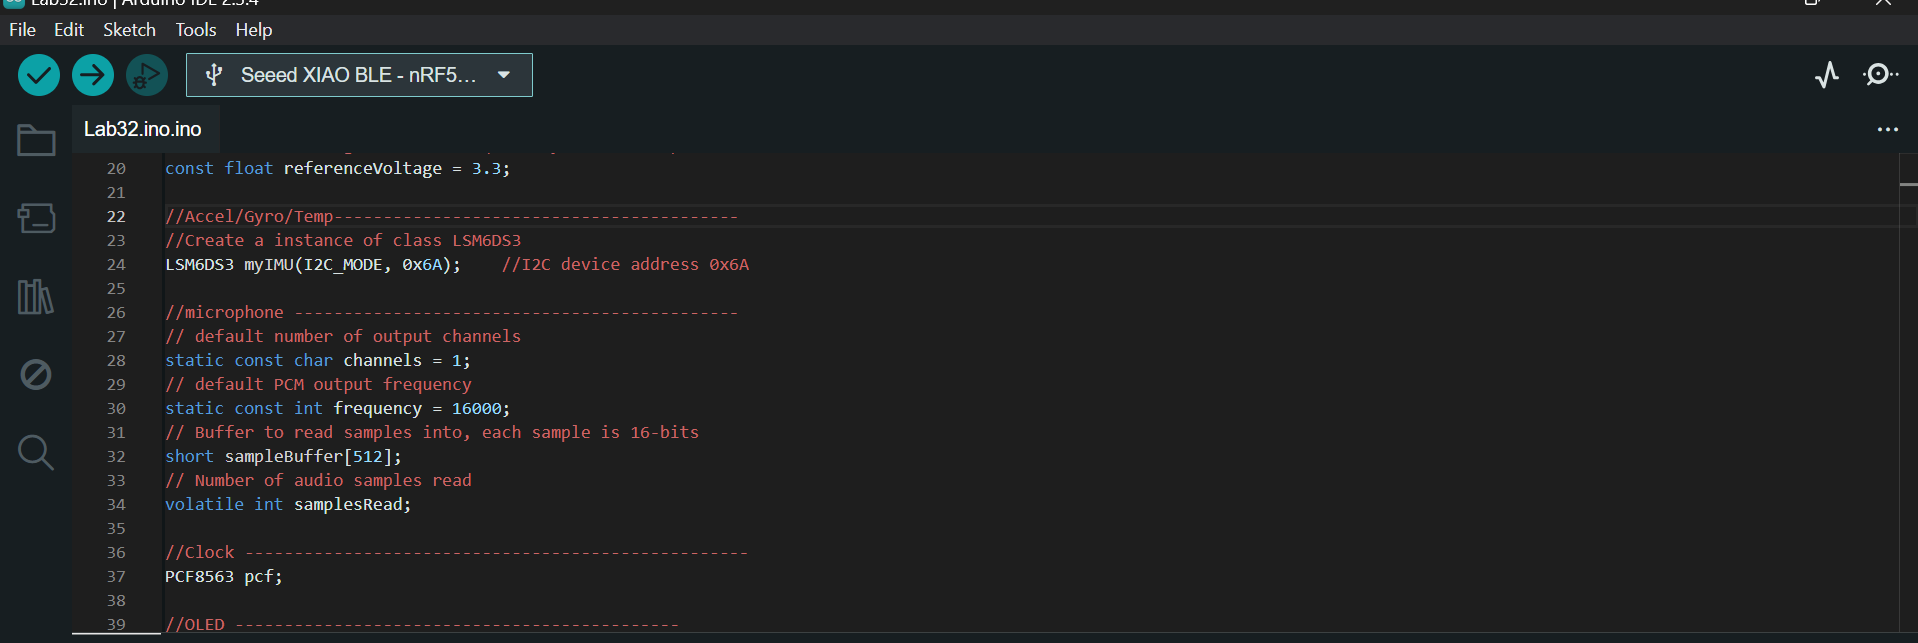 Lab32.ino | Arduino IDE 2.3.4
File Edit Sketch Tools Help
Seeed XIAO BLE - nRF5...
Lab32.ino.ino
20 const float referenceVoltage = 3.3;
21
22 //Accel/Gyro/Temp-----------------------------------------
23 //Create a instance of class LSM6DS3
24 LSM6DS3 myIMU(I2C_MODE, 0x6A);    //I2C device address 0x6A
25
26 //microphone ---------------------------------------------
27 // default number of output channels
28 static const char channels = 1;
29 // default PCM output frequency
30 static const int frequency = 16000;
31 // Buffer to read samples into, each sample is 16-bits
32 short sampleBuffer[512];
33 // Number of audio samples read
34 volatile int samplesRead;
35
36 //Clock ---------------------------------------------------
37 PCF8563 pcf;
38
39 //OLED ---------------------------------------------